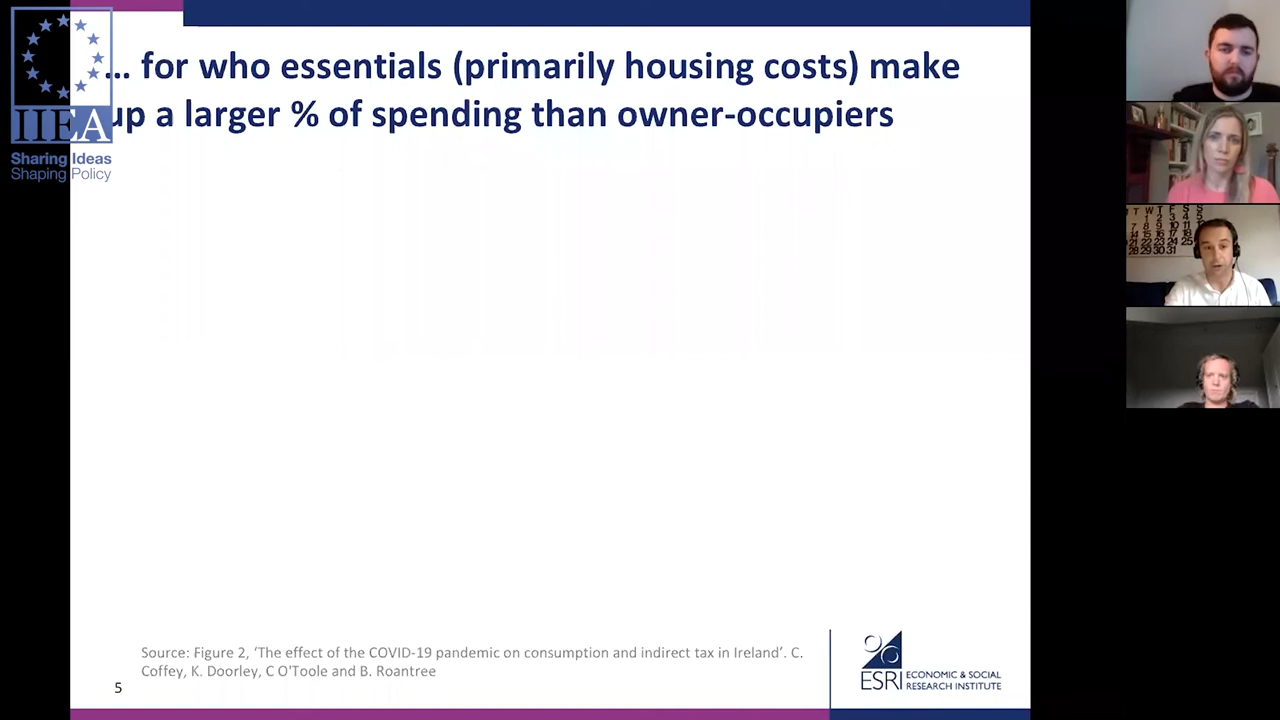 … for who essentials (primarily housing costs) make
up a larger % of spending than owner-occupiers
IIEA
Sharing Ideas
Shaping Policy
Source: Figure 2, ‘The effect of the COVID-19 pandemic on consumption and indirect tax in Ireland’. C.
Coffey, K. Doorley, C O'Toole and B. Roantree
5
ESRI
ECONOMIC & SOCIAL
RESEARCH INSTITUTE